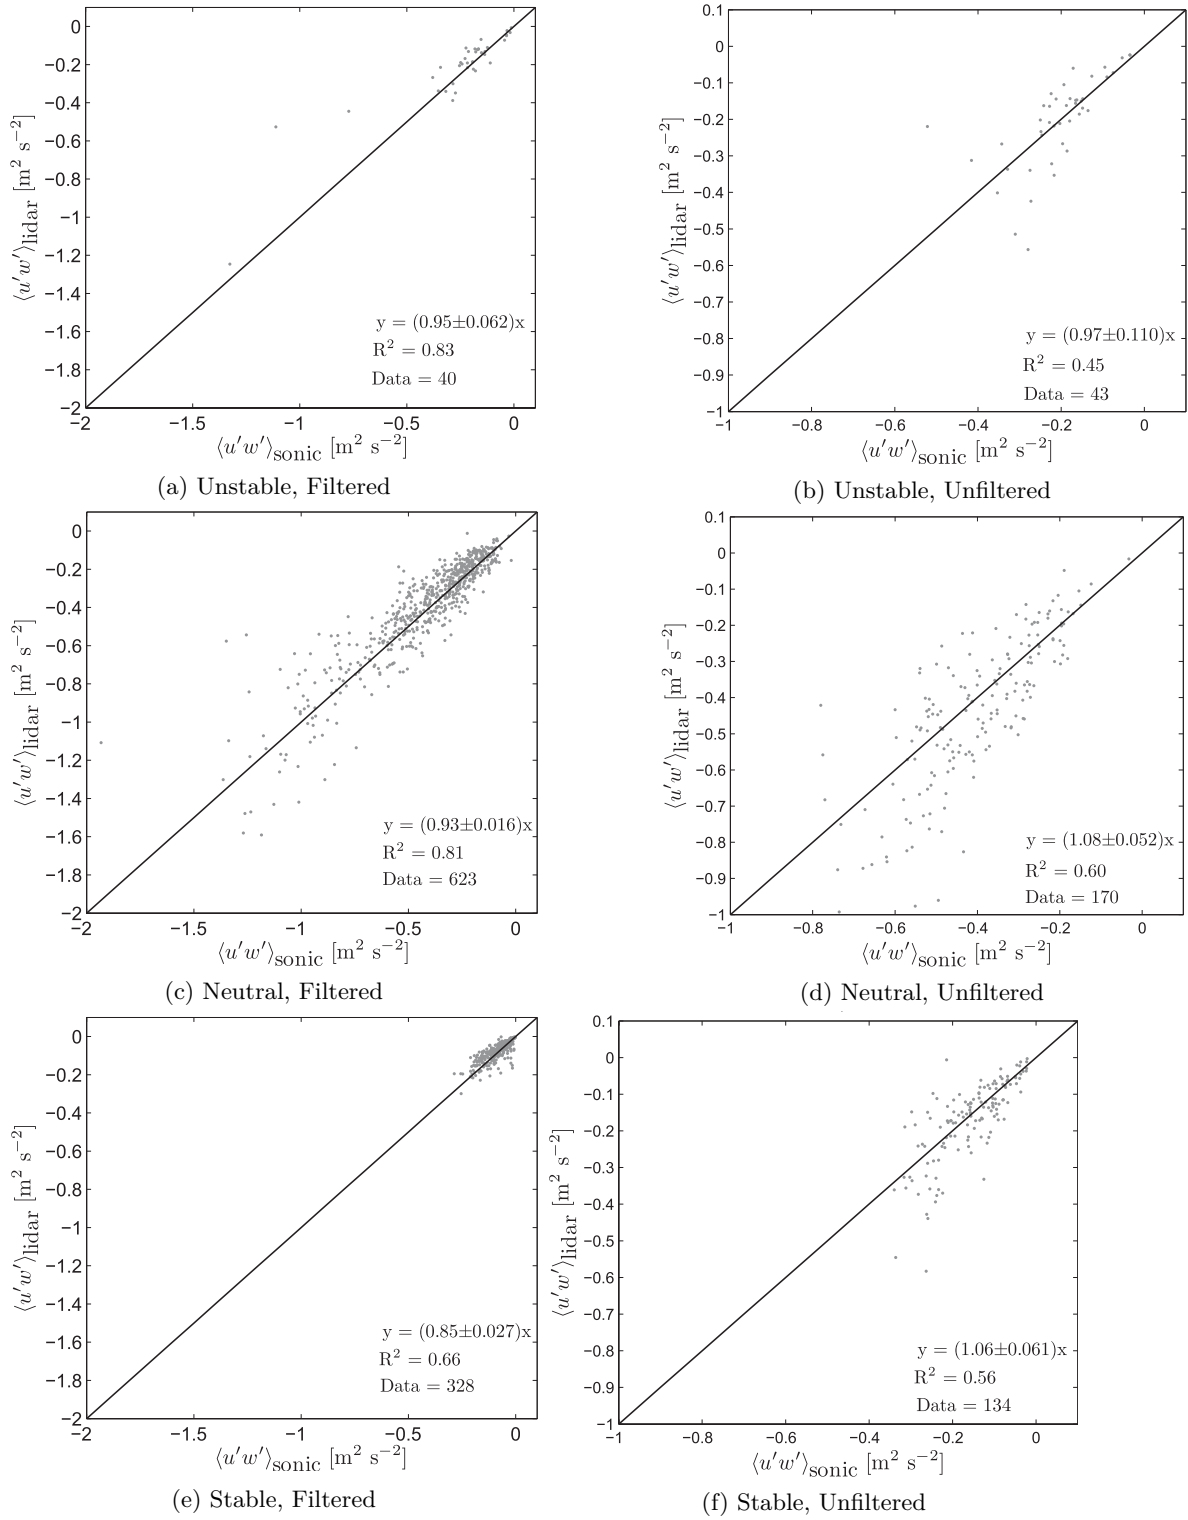 0
−0.2
−0.4
−0.6
−0.8
−1
−1.2
−1.4
−1.6
−1.8
−2
−2 −1.5 −1 −0.5 0
⟨u′w′⟩lidar [m² s⁻²]
y = (0.95±0.062)x
R² = 0.83
Data = 40
⟨u′w′⟩sonic [m² s⁻²]
(a) Unstable, Filtered
0.1
0
−0.1
−0.2
−0.3
−0.4
−0.5
−0.6
−0.7
−0.8
−0.9
−1
−1 −0.8 −0.6 −0.4 −0.2 0
⟨u′w′⟩lidar [m² s⁻²]
y = (0.97±0.110)x
R² = 0.45
Data = 43
⟨u′w′⟩sonic [m² s⁻²]
(b) Unstable, Unfiltered
0
−0.2
−0.4
−0.6
−0.8
−1
−1.2
−1.4
−1.6
−1.8
−2
−2 −1.5 −1 −0.5 0
⟨u′w′⟩lidar [m² s⁻²]
y = (0.93±0.016)x
R² = 0.81
Data = 623
⟨u′w′⟩sonic [m² s⁻²]
(c) Neutral, Filtered
0.1
0
−0.1
−0.2
−0.3
−0.4
−0.5
−0.6
−0.7
−0.8
−0.9
−1
−1 −0.8 −0.6 −0.4 −0.2 0
⟨u′w′⟩lidar [m² s⁻²]
y = (1.08±0.052)x
R² = 0.60
Data = 170
⟨u′w′⟩sonic [m² s⁻²]
(d) Neutral, Unfiltered
0
−0.2
−0.4
−0.6
−0.8
−1
−1.2
−1.4
−1.6
−1.8
−2
−2 −1.5 −1 −0.5 0
⟨u′w′⟩lidar [m² s⁻²]
y = (0.85±0.027)x
R² = 0.66
Data = 328
⟨u′w′⟩sonic [m² s⁻²]
(e) Stable, Filtered
0.1
0
−0.1
−0.2
−0.3
−0.4
−0.5
−0.6
−0.7
−0.8
−0.9
−1
−1 −0.8 −0.6 −0.4 −0.2 0
⟨u′w′⟩lidar [m² s⁻²]
y = (1.06±0.061)x
R² = 0.56
Data = 134
⟨u′w′⟩sonic [m² s⁻²]
(f) Stable, Unfiltered